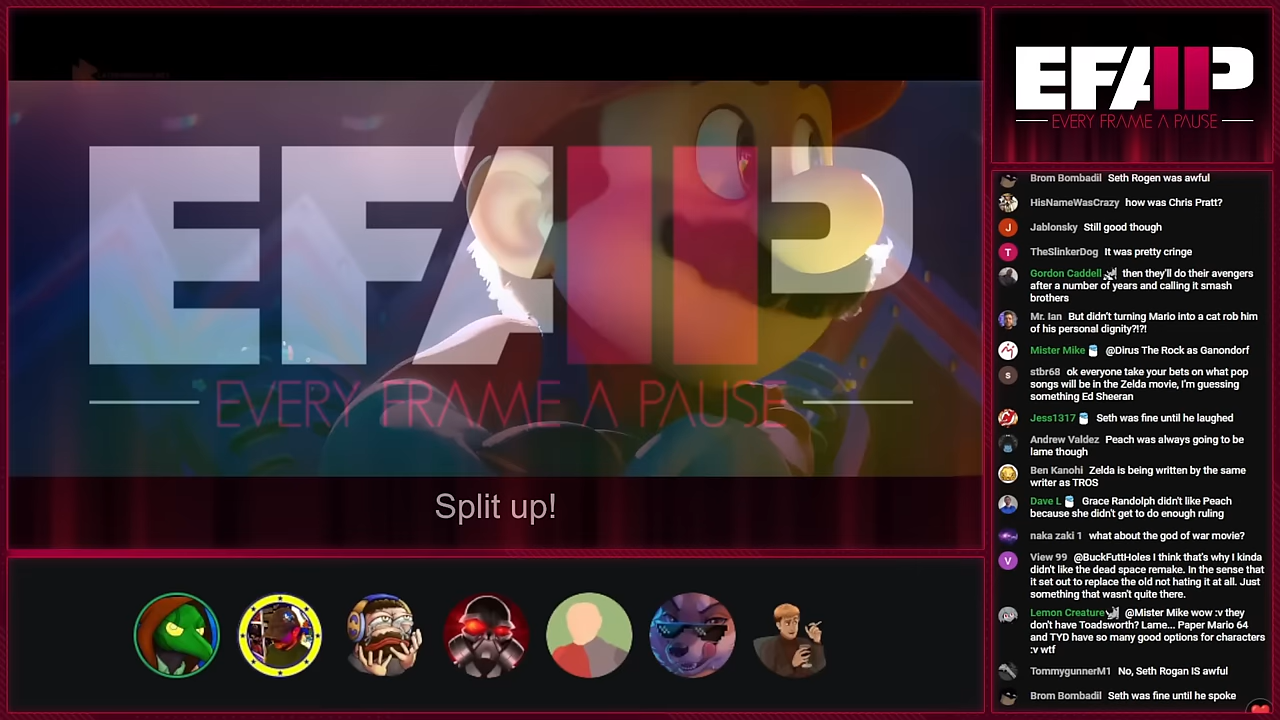 EFAP
EVERY FRAME A PAUSE
Split up!
EFAP
EVERY FRAME A PAUSE
Brom Bombadil Seth Rogen was awful
HisNameWasCrazy how was Chris Pratt?
J
Jablonsky Still good though
T
TheSlinkerDog It was pretty cringe
Gordon Caddell then they'll do their avengers
after a number of years and calling it smash
brothers
Mr. Ian But didn't turning Mario into a cat rob him
of his personal dignity?!?!
Mister Mike @Dirus The Rock as Ganondorf
s
stbr68 ok everyone take your bets on what pop
songs will be in the Zelda movie, I'm guessing
something Ed Sheeran
Jess1317 Seth was fine until he laughed
Andrew Valdez Peach was always going to be
lame though
Ben Kanohi Zelda is being written by the same
writer as TROS
Dave L Grace Randolph didn't like Peach
because she didn't get to do enough ruling
naka zaki 1 what about the god of war movie?
V
View 99 @BuckFuttHoles I think that's why I kinda
didn't like the dead space remake. In the sense that
it set out to replace the old not hating it at all. Just
something that wasn't quite there.
Lemon Creature @Mister Mike wow :v they
don't have Toadsworth? Lame... Paper Mario 64
and TYD have so many good options for characters
:v wtf
TommygunnerM1 No, Seth Rogan IS awful
Brom Bombadil Seth was fine until he spoke